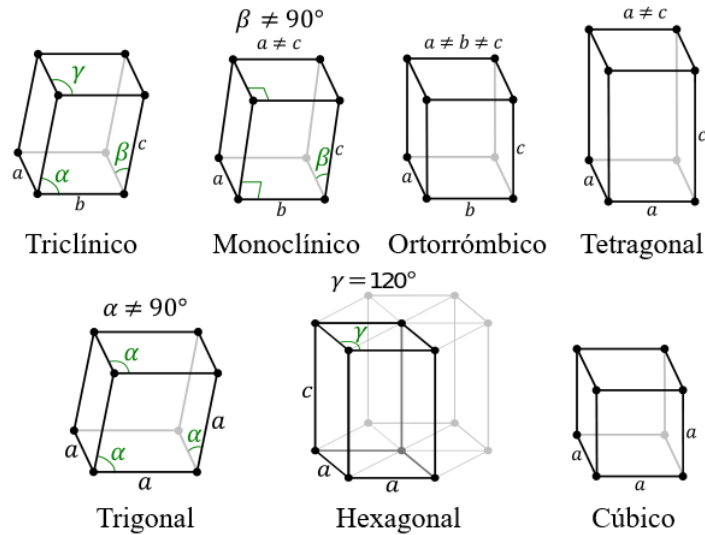 γ
β
c
a
α
b
Triclínico
β ≠ 90°
a ≠ c
β
c
a
b
Monoclínico
a ≠ b ≠ c
c
a
b
Ortorrómbico
a ≠ c
c
a
a
Tetragonal
α ≠ 90°
α
a
α
a
α
a
Trigonal
γ = 120°
γ
c
a
a
Hexagonal
a
a
a
Cúbico